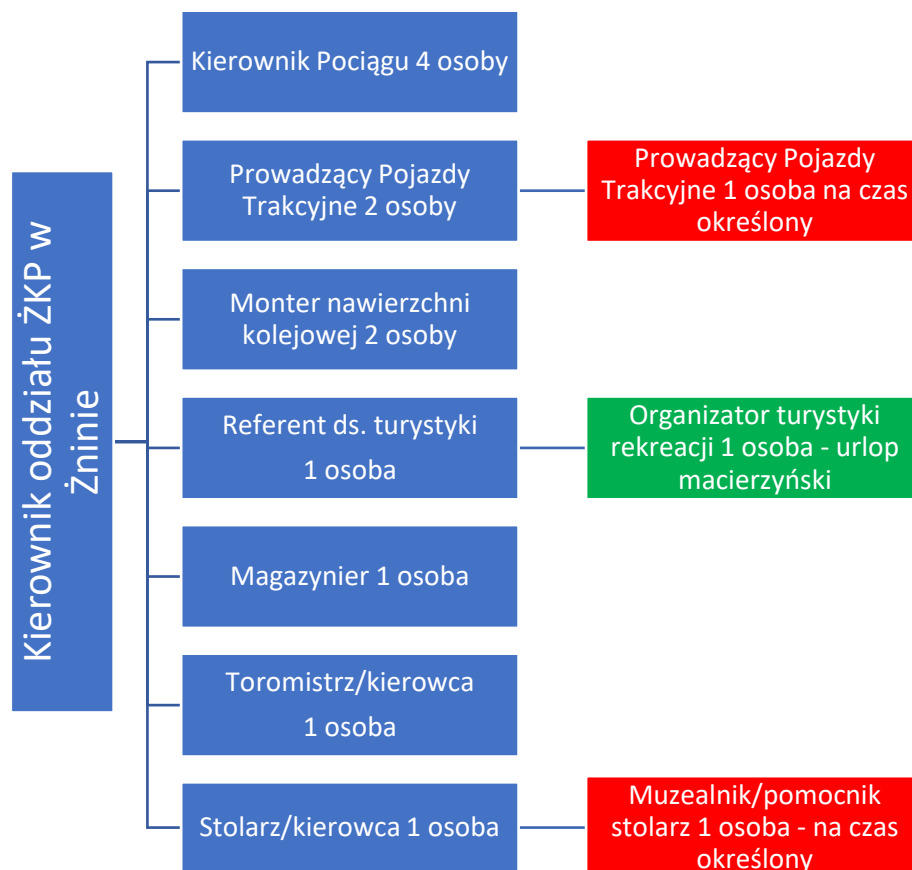 Kierownik oddziału ŻKP w
Żninie
Kierownik Pociągu 4 osoby
Prowadzący Pojazdy
Trakcyjne 2 osoby
Prowadzący Pojazdy
Trakcyjne 1 osoba na czas
określony
Monter nawierzchni
kolejowej 2 osoby
Referent ds. turystyki
1 osoba
Organizator turystyki
rekreacji 1 osoba - urlop
macierzyński
Magazynier 1 osoba
Toromistrz/kierowca
1 osoba
Stolarz/kierowca 1 osoba
Muzealnik/pomocnik
stolarz 1 osoba - na czas
określony